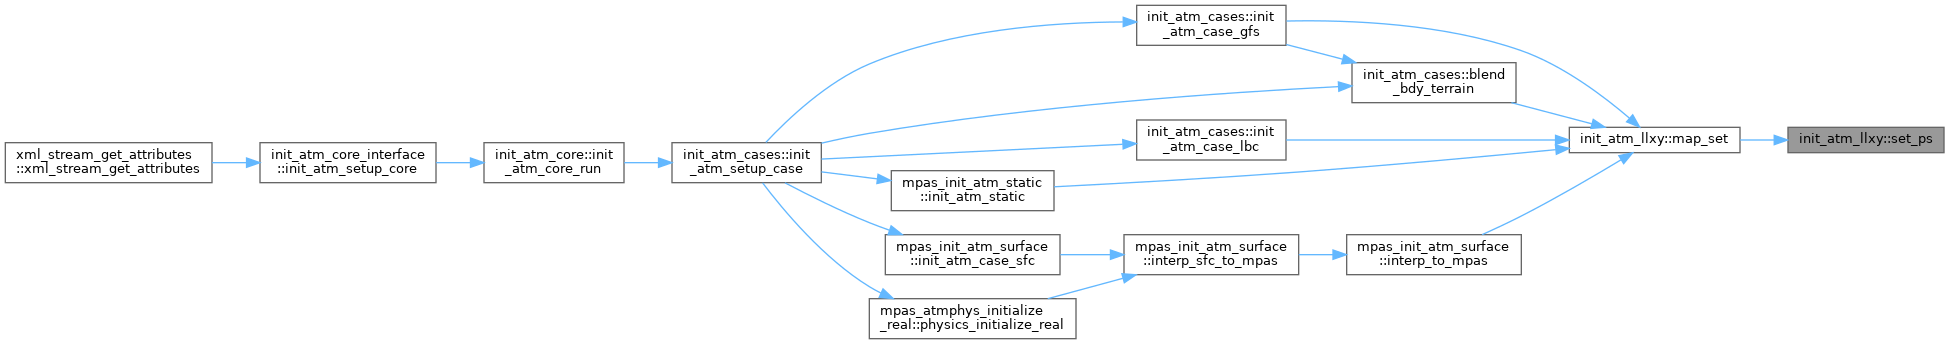 xml_stream_get_attributes
::xml_stream_get_attributes
init_atm_core_interface
::init_atm_setup_core
init_atm_core::init
_atm_core_run
init_atm_cases::init
_atm_setup_case
init_atm_cases::init
_atm_case_gfs
init_atm_cases::blend
_bdy_terrain
init_atm_cases::init
_atm_case_lbc
mpas_init_atm_static
::init_atm_static
mpas_init_atm_surface
::init_atm_case_sfc
mpas_atmphys_initialize
_real::physics_initialize_real
mpas_init_atm_surface
::interp_sfc_to_mpas
mpas_init_atm_surface
::interp_to_mpas
init_atm_llxy::map_set
init_atm_llxy::set_ps